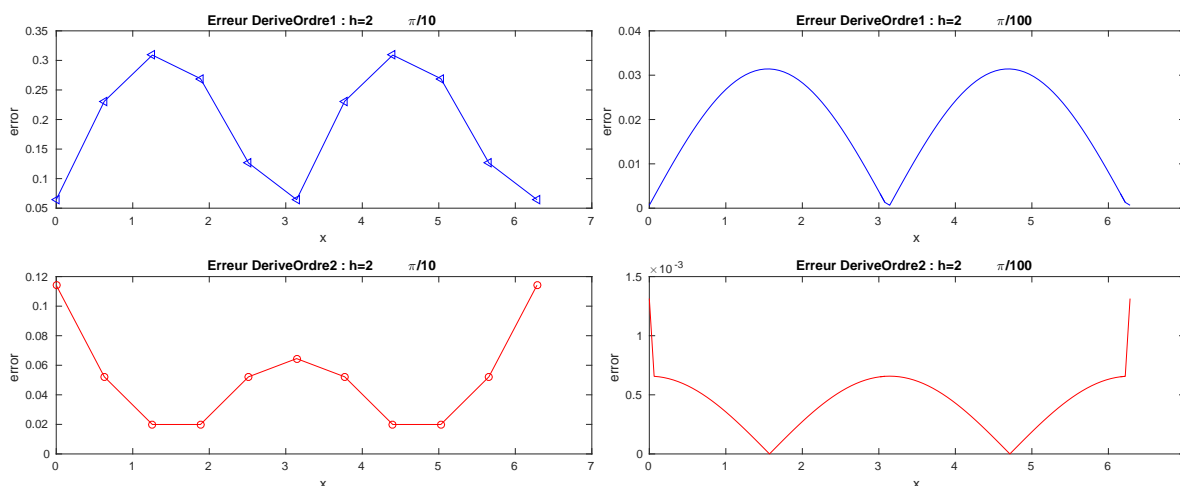 Erreur DeriveOrdre1 : h=2 π/10
0.35
0.3
0.25
0.2
0.15
0.1
0.05
error
0 1 2 3 4 5 6 7
x
Erreur DeriveOrdre1 : h=2 π/100
0.04
0.03
0.02
0.01
0
error
0 1 2 3 4 5 6
x
Erreur DeriveOrdre2 : h=2 π/10
0.12
0.1
0.08
0.06
0.04
0.02
0
error
0 1 2 3 4 5 6 7
x
Erreur DeriveOrdre2 : h=2 π/100
×10-3
1.5
1
0.5
0
error
0 1 2 3 4 5 6
x